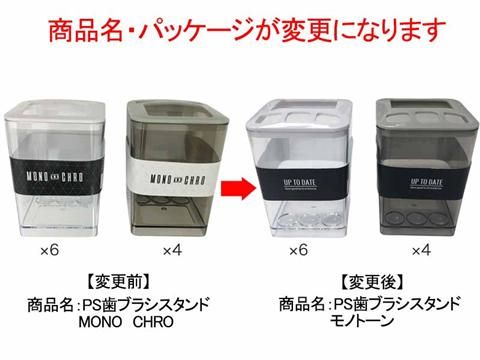 商品名・パッケージが変更になります
MONO CHRO
MONO CHRO
UP TO DATE
UP TO DATE
×6
×4
×6
×4
【変更前】
商品名：PS歯ブラシスタンド
MONO CHRO
【変更後】
商品名：PS歯ブラシスタンド
モノトーン